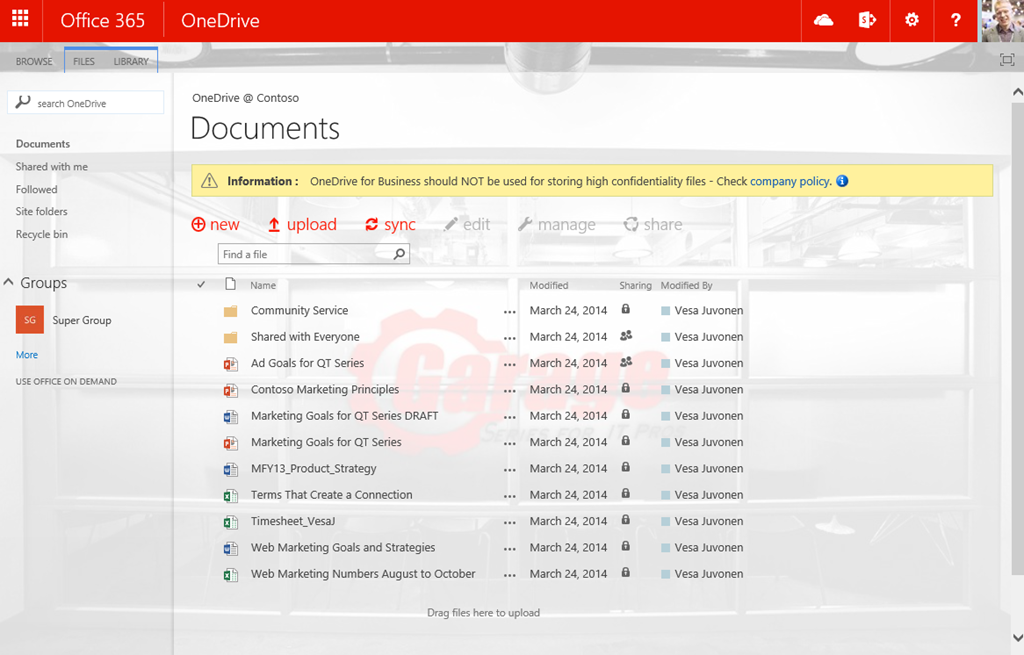 Office 365 OneDrive S ?
BROWSE FILES LIBRARY
search OneDrive
Documents
Shared with me
Followed
Site folders
Recycle bin
Groups
SG Super Group
More
USE OFFICE ON DEMAND
OneDrive @ Contoso
Documents
Information : OneDrive for Business should NOT be used for storing high confidentiality files - Check company policy. i
new upload sync edit manage share
Find a file
Name Modified Sharing Modified By
Community Service ... March 24, 2014 Vesa Juvonen
Shared with Everyone ... March 24, 2014 Vesa Juvonen
Ad Goals for QT Series ... March 24, 2014 Vesa Juvonen
Contoso Marketing Principles ... March 24, 2014 Vesa Juvonen
Marketing Goals for QT Series DRAFT ... March 24, 2014 Vesa Juvonen
Marketing Goals for QT Series ... March 24, 2014 Vesa Juvonen
MFY13_Product_Strategy ... March 24, 2014 Vesa Juvonen
Terms That Create a Connection ... March 24, 2014 Vesa Juvonen
Timesheet_VesaJ ... March 24, 2014 Vesa Juvonen
Web Marketing Goals and Strategies ... March 24, 2014 Vesa Juvonen
Web Marketing Numbers August to October ... March 24, 2014 Vesa Juvonen
Garage
Series for IT Pros
Drag files here to upload